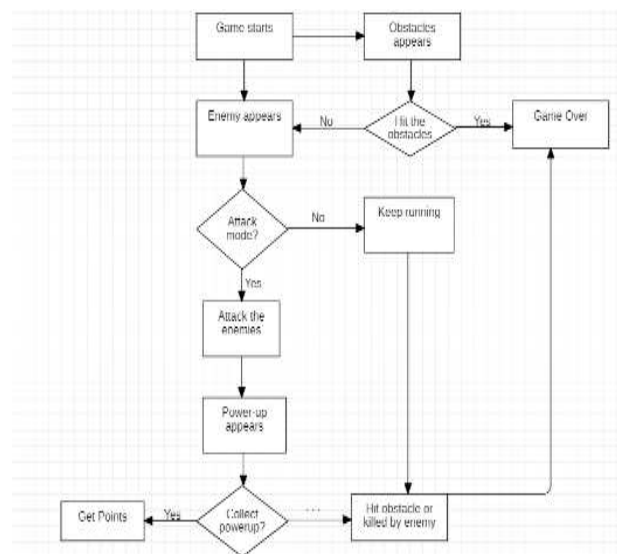 Game starts
Obstacles
appears
Enemy appears
No
Hit the
obstacles
Yes
Game Over
Attack
mode?
No
Keep running
Yes
Attack the
enemies
Power-up
appears
Get Points
Yes
Collect
powerup?
Hit obstacle or
killed by enemy